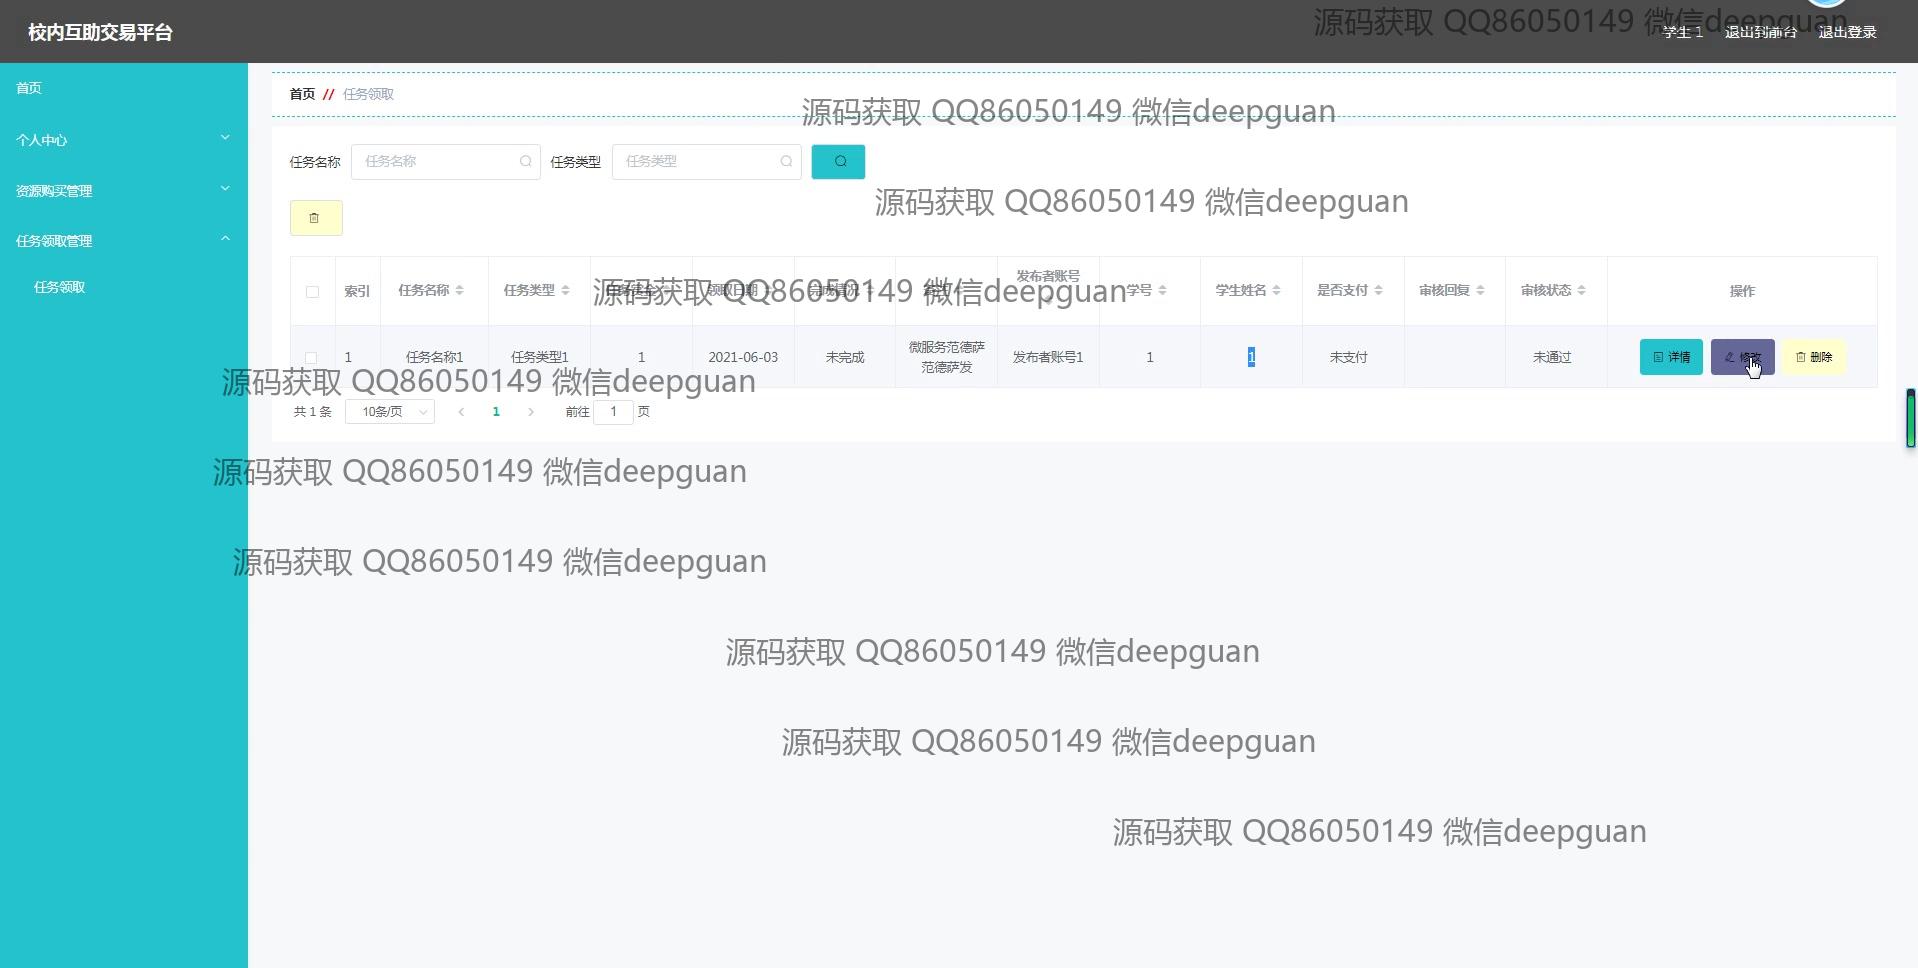 校内互助交易平台
源码获取 QQ86050149 微信deepguan
学生 1 退出到前台 退出登录
首页
个人中心
资源购买管理
任务领取管理
任务领取
首页 // 任务领取
源码获取 QQ86050149 微信deepguan
任务名称 任务名称 任务类型 任务类型
源码获取 QQ86050149 微信deepguan
索引 任务名称 任务类型 领取日期 完成情况 发布者账号 学号 学生姓名 是否支付 审核回复 审核状态 操作
源码获取 QQ86050149 微信deepguan
1 任务名称1 任务类型1 1 2021-06-03 未完成 微服务范德萨范德萨发 发布者账号1 1 1 未支付 未通过 详情 修改 删除
源码获取 QQ86050149 微信deepguan
共 1 条 10条/页 1 前往 1 页
源码获取 QQ86050149 微信deepguan
源码获取 QQ86050149 微信deepguan
源码获取 QQ86050149 微信deepguan
源码获取 QQ86050149 微信deepguan
源码获取 QQ86050149 微信deepguan